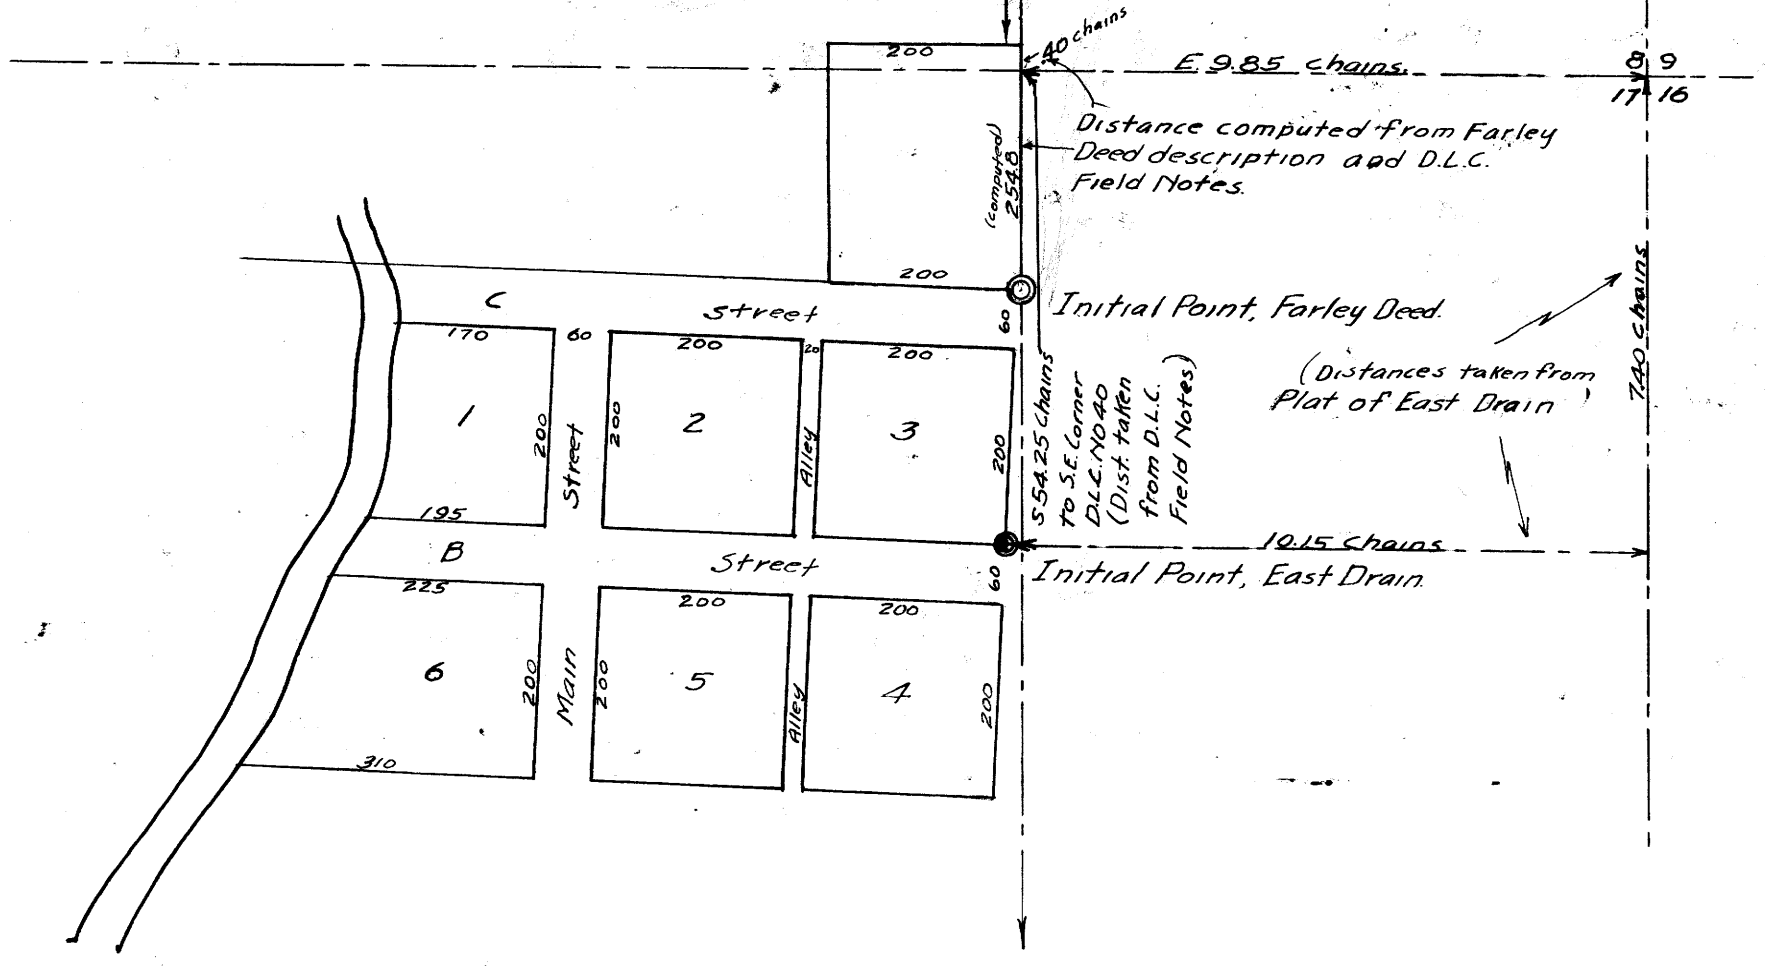 40 chains
200
E. 9.85 chains.
8 9
17 16
Distance computed from Farley
Deed description and D.L.C.
Field Notes.
(computed)
254.8
200
Initial Point, Farley Deed.
C Street
60
170
60
200
20
200
1
200
Street
200
2
Alley
3
200
S 54.25 Chains
to S.E. Corner
D.L.C. NO 40
(Dist. taken
from D.L.C.
Field Notes)
7.40 chains
(Distances taken from
Plat of East Drain
195
B Street
10.15 chains
60
Initial Point, East Drain.
225
200
200
6
200
Main
200
5
Alley
4
200
310